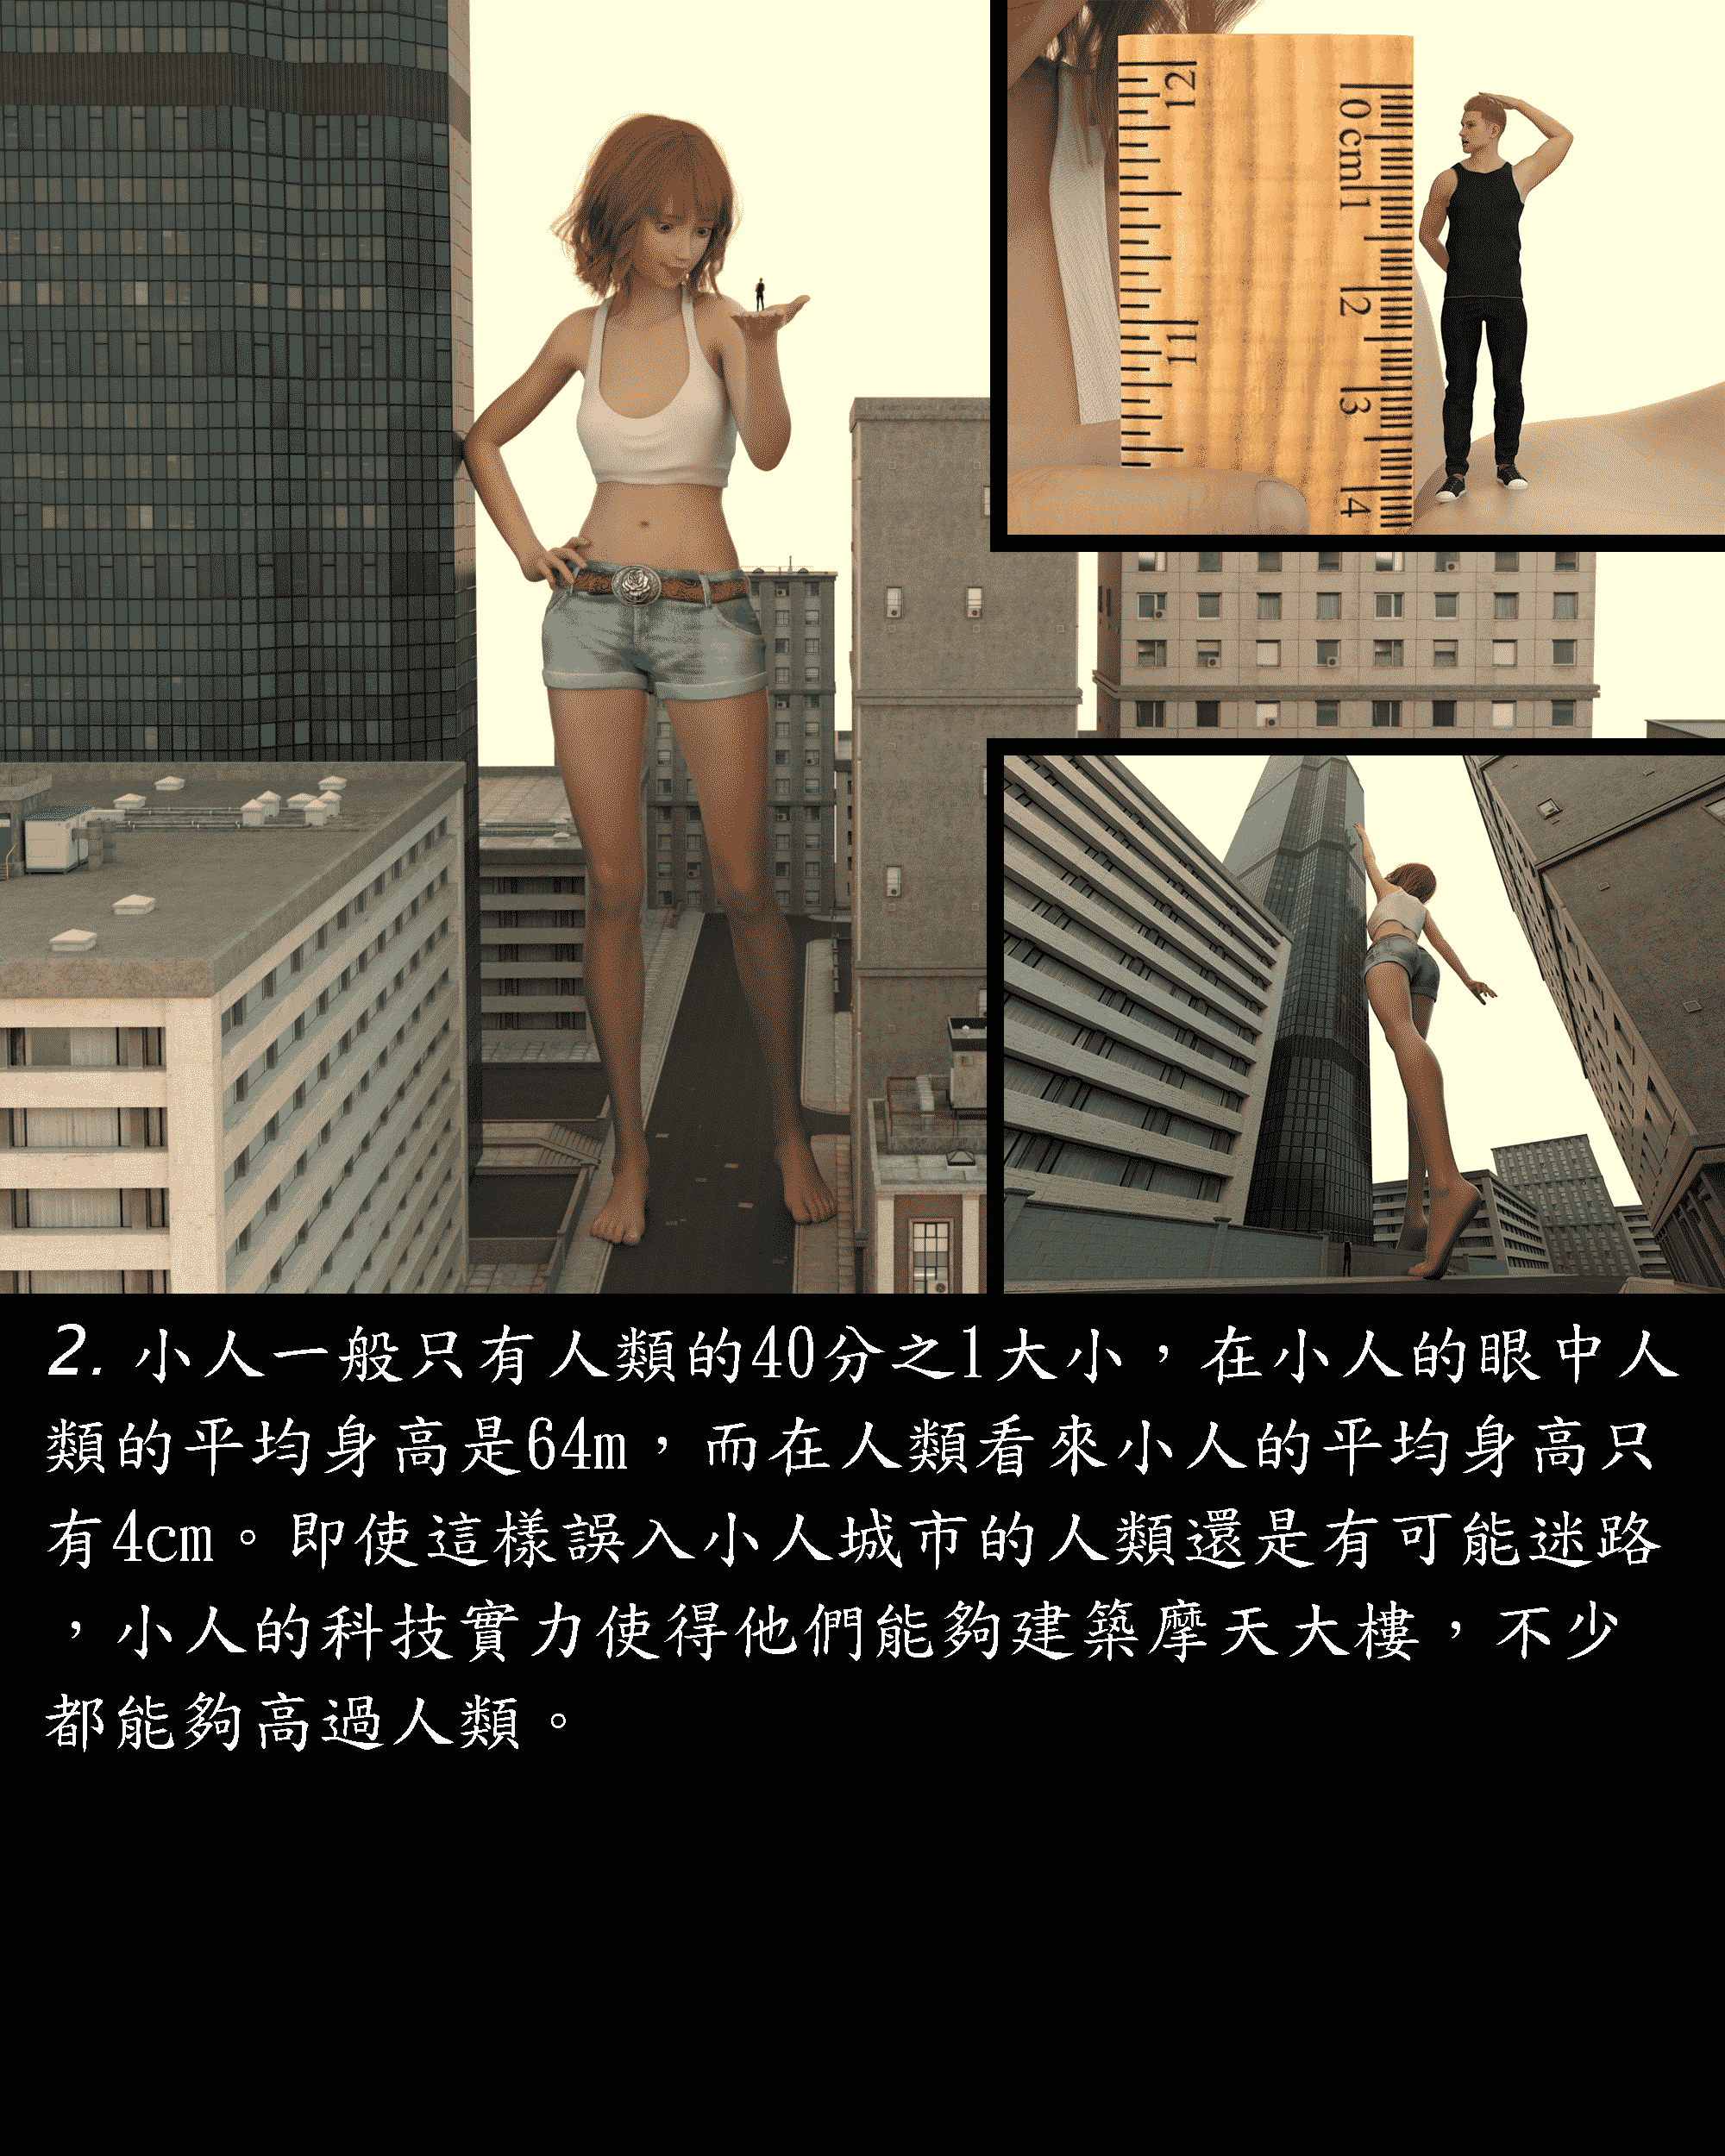 12
11
0 cm 1
2
3
4
2. 小人一般只有人類的40分之1大小，在小人的眼中人
類的平均身高是64m，而在人類看來小人的平均身高只
有4cm。即使這樣誤入小人城市的人類還是有可能迷路
，小人的科技實力使得他們能夠建築摩天大樓，不少
都能夠高過人類。